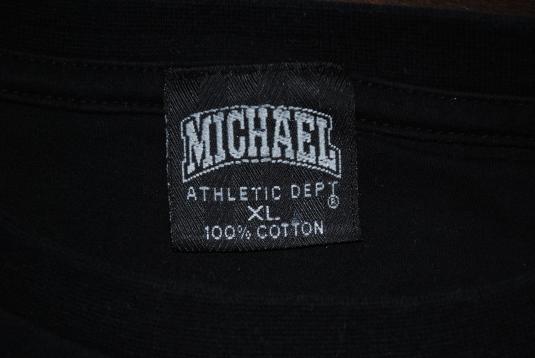 MICHAEL
ATHLETIC DEPT
®
XL
100% COTTON